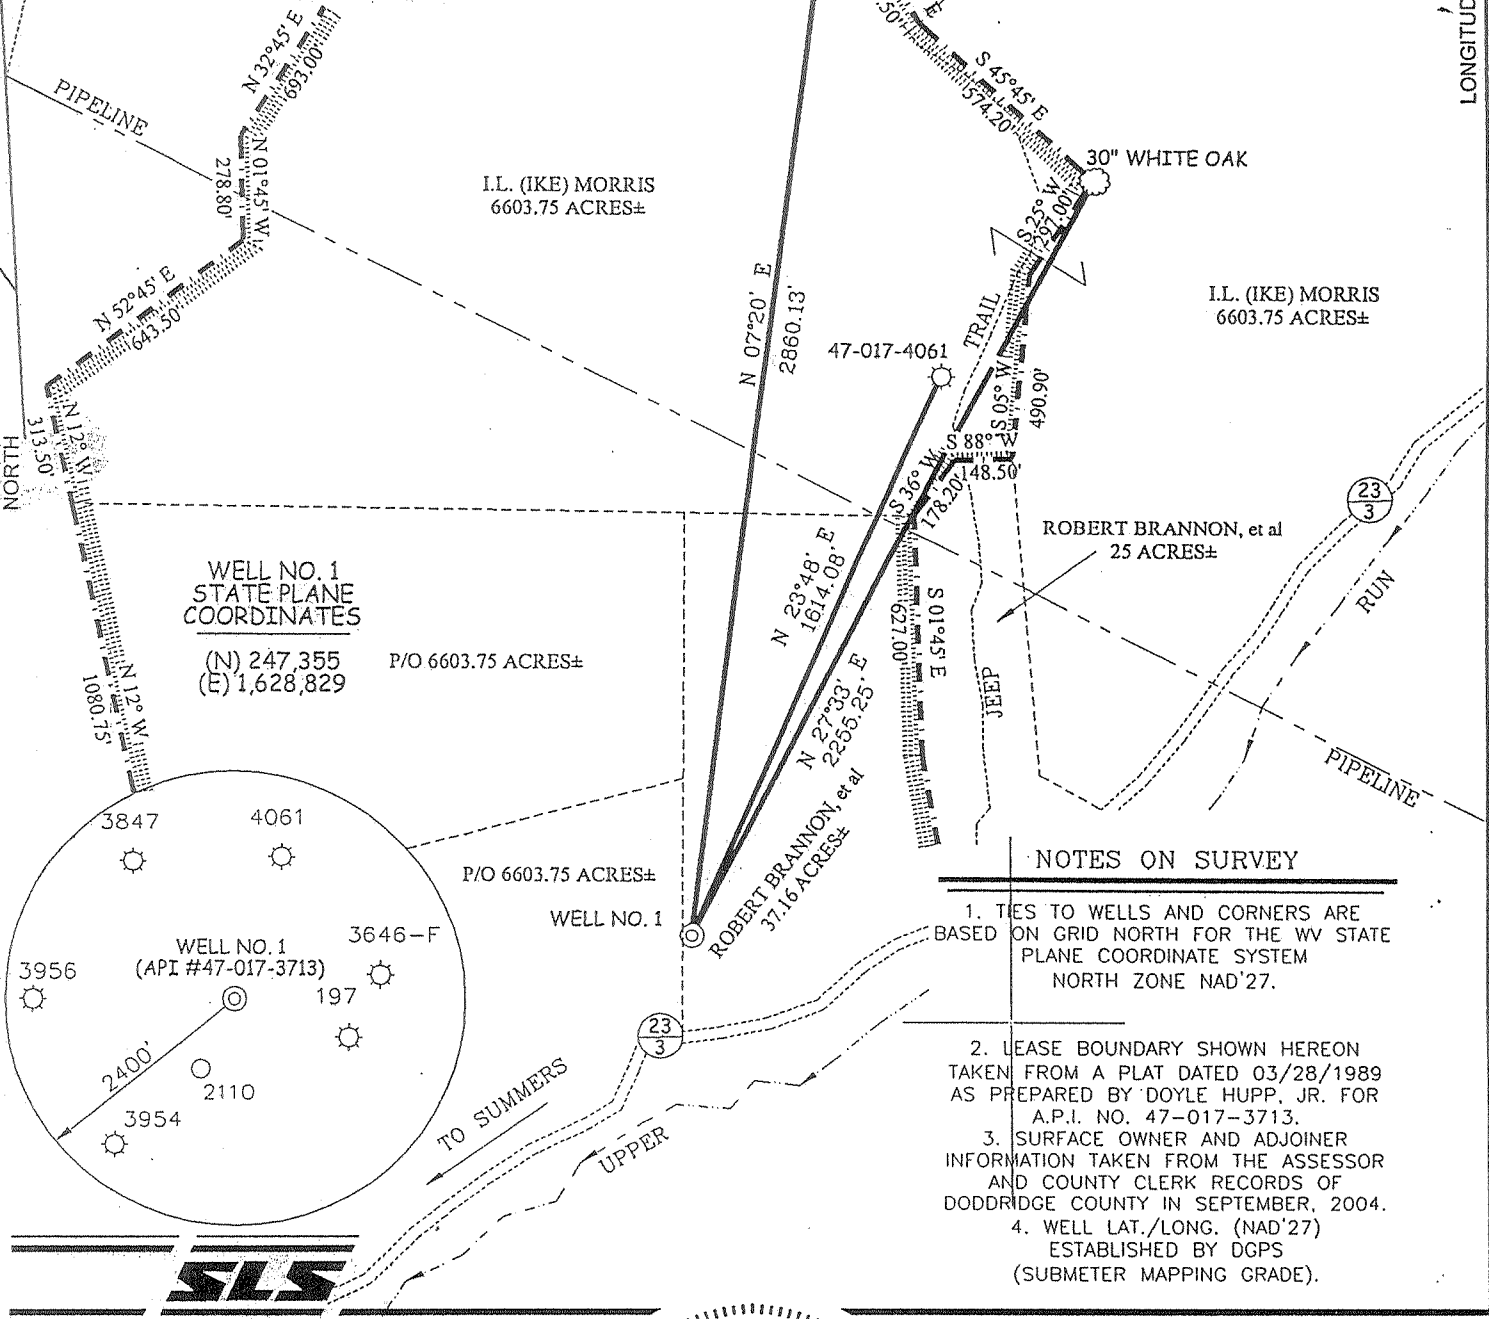 N 32°45' E
693.00'
PIPELINE
N 01°45' W
278.80'
N 52°45' E
643.50'
N 12° W
313.50'
NORTH
N 12° W
1080.75'
I.L. (IKE) MORRIS
6603.75 ACRES±
E
.50'
S 45°45' E
574.20'
LONGITUD
30" WHITE OAK
S 25° W
297.00'
I.L. (IKE) MORRIS
6603.75 ACRES±
N 07°20' E
2860.13'
47-017-4061
TRAIL
S 05° W
490.90'
S 88° W
148.50'
S 36° W
178.20'
23
3
ROBERT BRANNON, et al
25 ACRES±
RUN
WELL NO. 1
STATE PLANE
COORDINATES
(N) 247,355
(E) 1,628,829
P/O 6603.75 ACRES±
N 23°48' E
1614.08'
S 01°45' E
627.00'
JEEP
N 27°33' E
2255.25'
PIPELINE
ROBERT BRANNON, et al
37.16 ACRES±
P/O 6603.75 ACRES±
WELL NO. 1
3847
4061
3646-F
WELL NO. 1
(API #47-017-3713)
3956
197
2400'
2110
3954
23
3
TO SUMMERS
UPPER
NOTES ON SURVEY
1. TIES TO WELLS AND CORNERS ARE
BASED ON GRID NORTH FOR THE WV STATE
PLANE COORDINATE SYSTEM
NORTH ZONE NAD'27.
2. LEASE BOUNDARY SHOWN HEREON
TAKEN FROM A PLAT DATED 03/28/1989
AS PREPARED BY DOYLE HUPP, JR. FOR
A.P.I. NO. 47-017-3713.
3. SURFACE OWNER AND ADJOINER
INFORMATION TAKEN FROM THE ASSESSOR
AND COUNTY CLERK RECORDS OF
DODDRIDGE COUNTY IN SEPTEMBER, 2004.
4. WELL LAT./LONG. (NAD'27)
ESTABLISHED BY DGPS
(SUBMETER MAPPING GRADE).
SLS